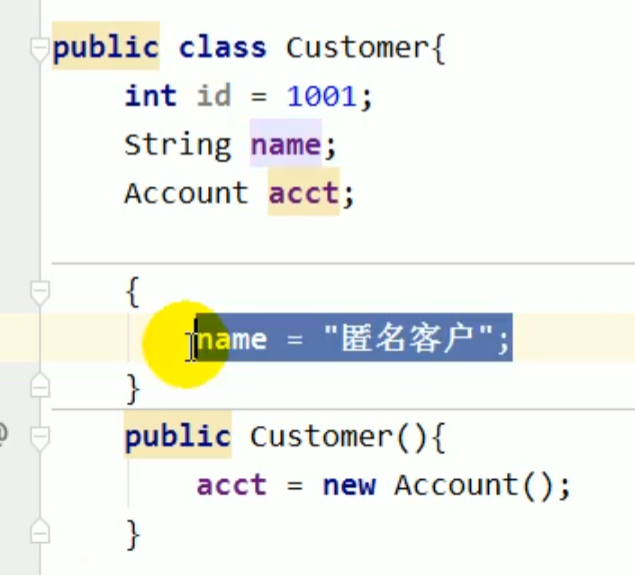 public class Customer{
int id = 1001;
String name;
Account acct;
{
name = "匿名客户";
}
@
public Customer(){
acct = new Account();
}